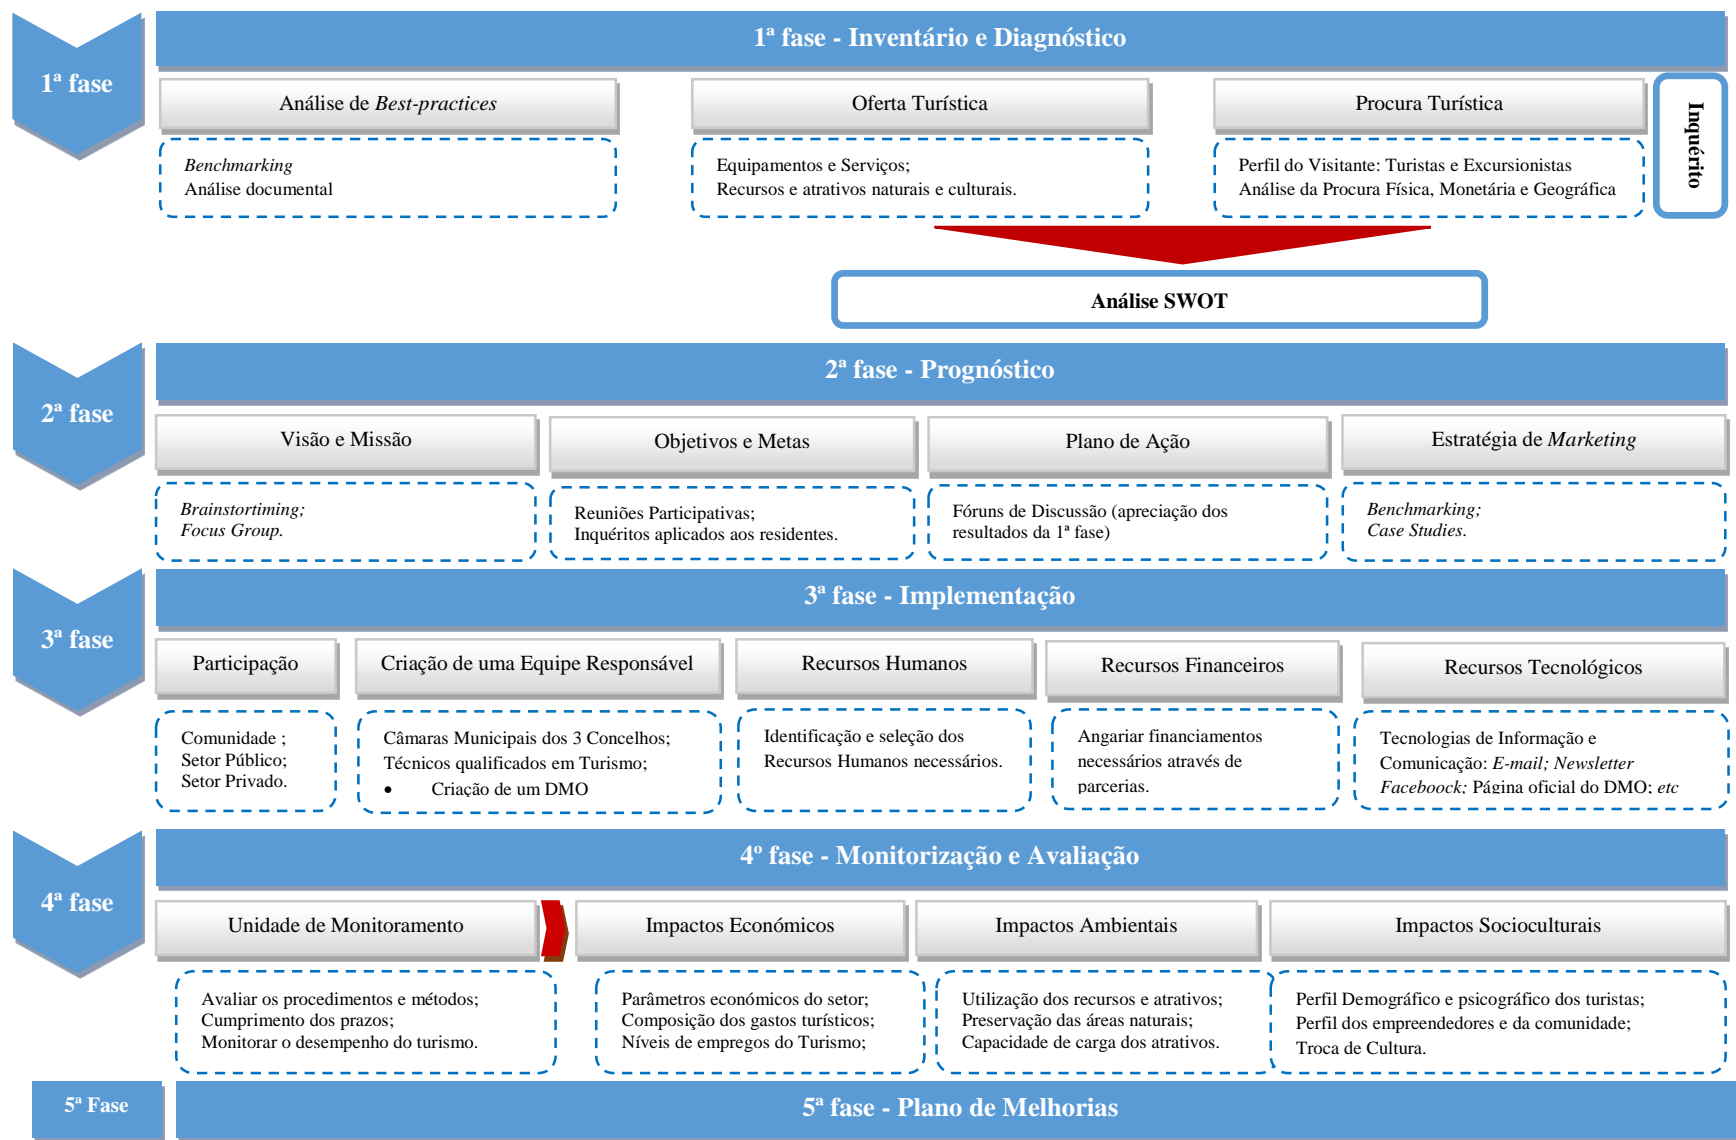 1ª fase - Inventário e Diagnóstico
1ª fase
Análise de Best-practices
Oferta Turística
Procura Turística
Inquérito
Benchmarking
Análise documental
Equipamentos e Serviços;
Recursos e atrativos naturais e culturais.
Perfil do Visitante: Turistas e Excursionistas
Análise da Procura Física, Monetária e Geográfica
Análise SWOT
2ª fase - Prognóstico
2ª fase
Visão e Missão
Objetivos e Metas
Plano de Ação
Estratégia de Marketing
Brainstortiming;
Focus Group.
Reuniões Participativas;
Inquéritos aplicados aos residentes.
Fóruns de Discussão (apreciação dos
resultados da 1ª fase)
Benchmarking;
Case Studies.
3ª fase - Implementação
3ª fase
Participação
Criação de uma Equipe Responsável
Recursos Humanos
Recursos Financeiros
Recursos Tecnológicos
Comunidade ;
Setor Público;
Setor Privado.
Câmaras Municipais dos 3 Concelhos;
Técnicos qualificados em Turismo;
• Criação de um DMO
Identificação e seleção dos
Recursos Humanos necessários.
Angariar financiamentos
necessários através de
parcerias.
Tecnologias de Informação e
Comunicação: E-mail; Newsletter
Faceboock; Página oficial do DMO; etc
4º fase - Monitorização e Avaliação
4ª fase
Unidade de Monitoramento
Impactos Económicos
Impactos Ambientais
Impactos Socioculturais
Avaliar os procedimentos e métodos;
Cumprimento dos prazos;
Monitorar o desempenho do turismo.
Parâmetros económicos do setor;
Composição dos gastos turísticos;
Níveis de empregos do Turismo;
Utilização dos recursos e atrativos;
Preservação das áreas naturais;
Capacidade de carga dos atrativos.
Perfil Demográfico e psicográfico dos turistas;
Perfil dos empreendedores e da comunidade;
Troca de Cultura.
5ª Fase
5ª fase - Plano de Melhorias